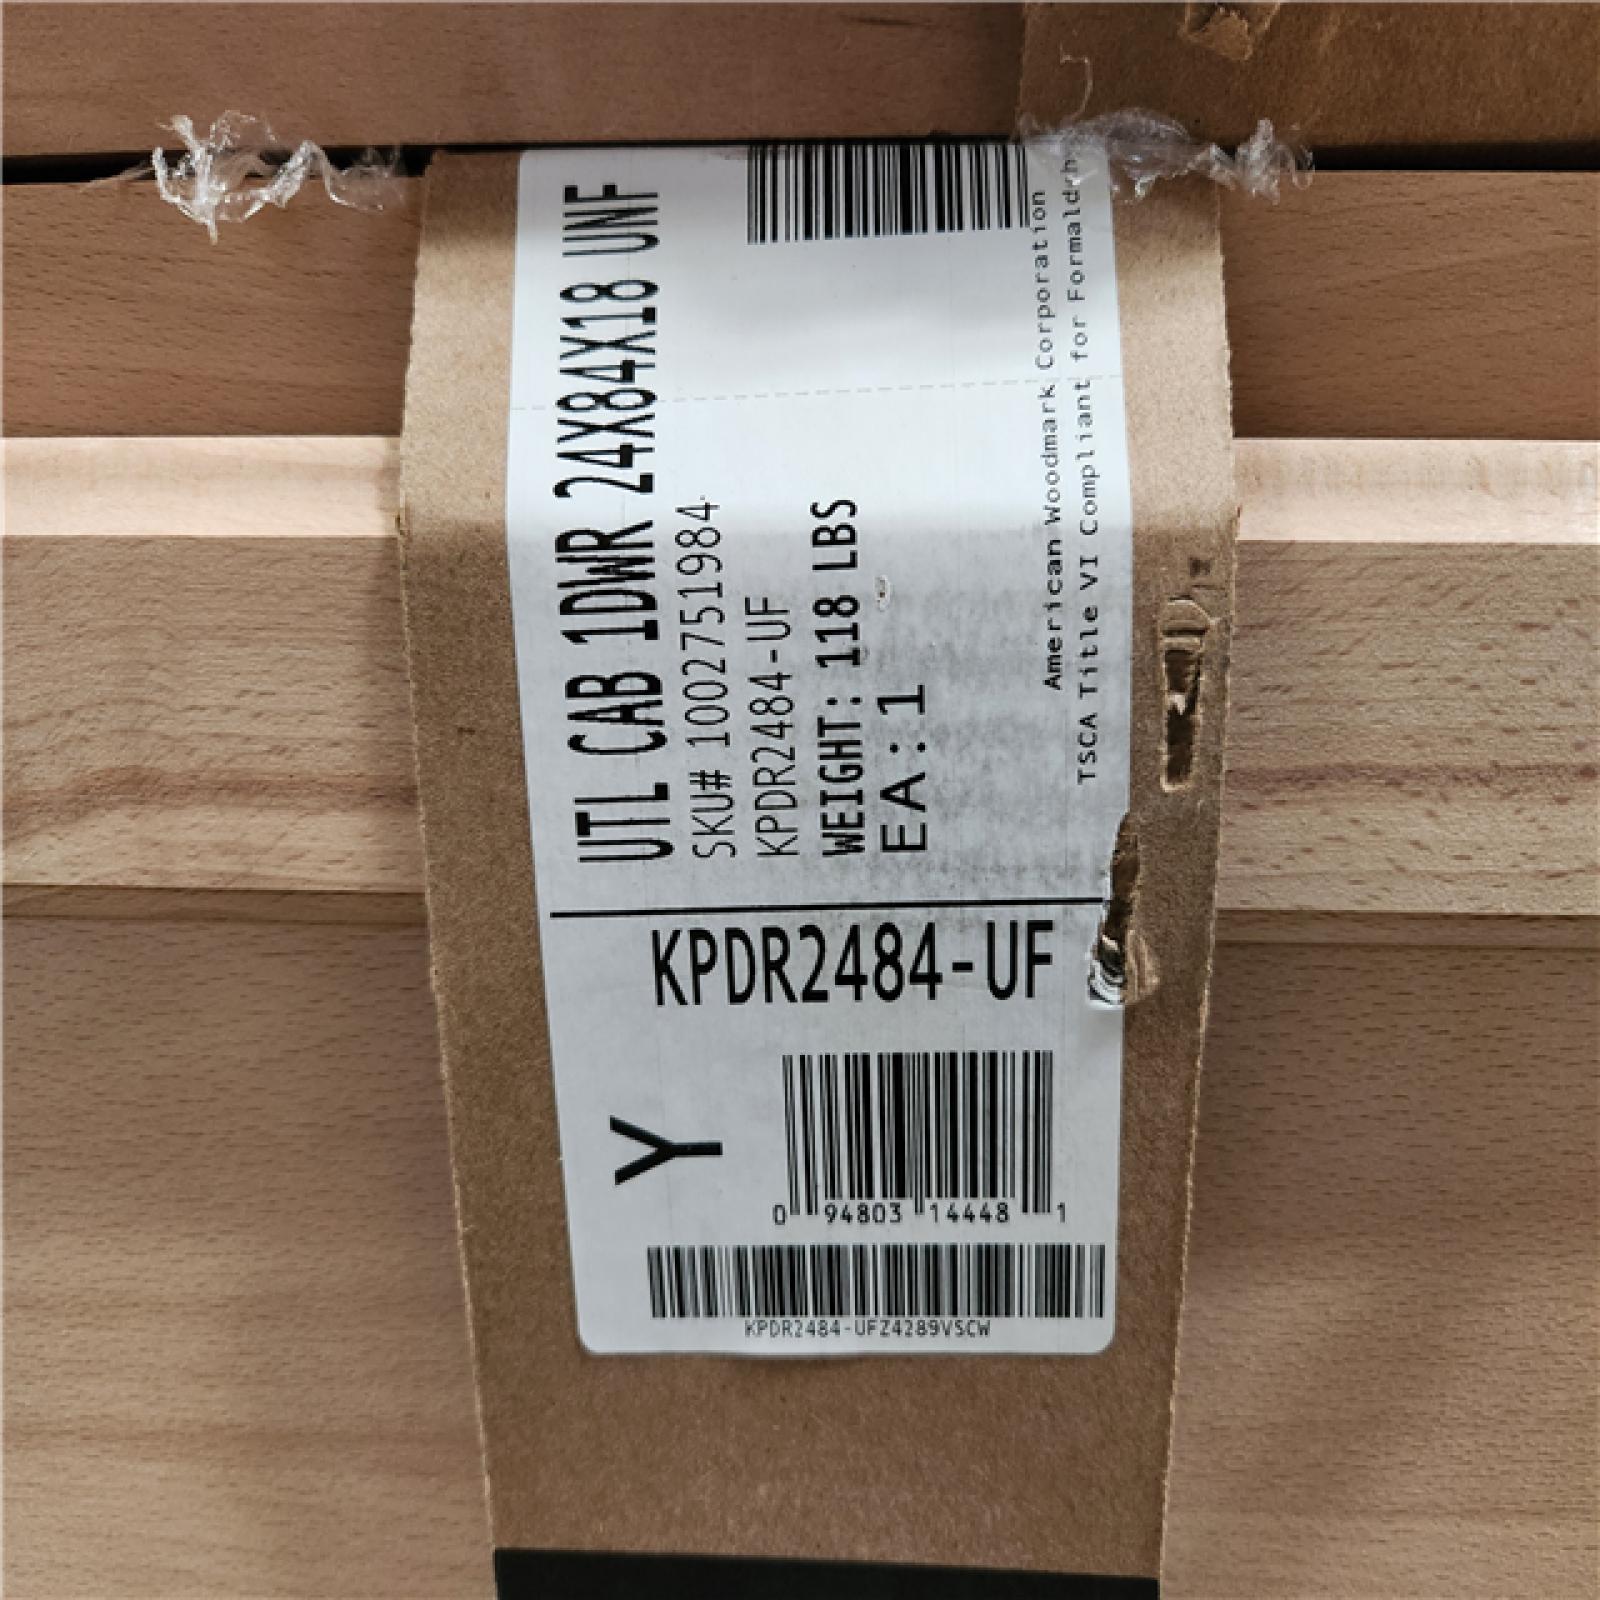 UTL CAB 1DWR 24X84X18 UNF
SKU# 1002751984
KPDR2484-UF
WEIGHT: 118 LBS
EA:1
American Woodmark Corporation
TSCA Title VI Compliant for
KPDR2484-UF
Y
0 94803 14448 1
KPDR2484-UFZ4289VSCW